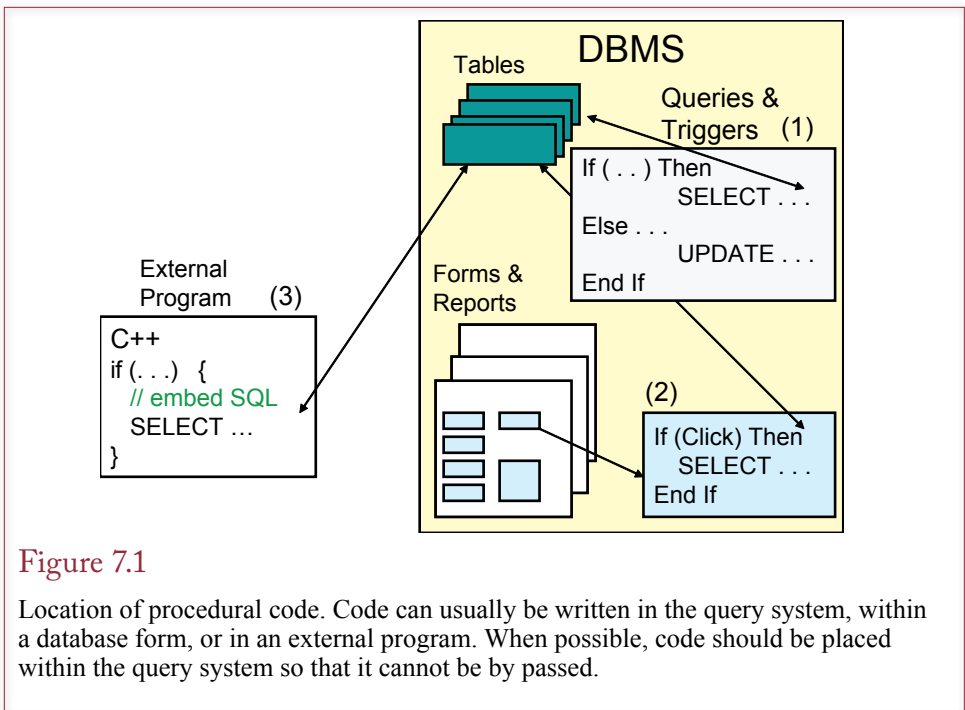 DBMS
Tables
Queries &
Triggers (1)
If ( . . ) Then
SELECT . . .
Else . . .
UPDATE . . .
End If
External
Program (3)
C++
if (. . .) {
// embed SQL
SELECT …
}
Forms &
Reports
(2)
If (Click) Then
SELECT . . .
End If
Figure 7.1
Location of procedural code. Code can usually be written in the query system, within
a database form, or in an external program. When possible, code should be placed
within the query system so that it cannot be by passed.